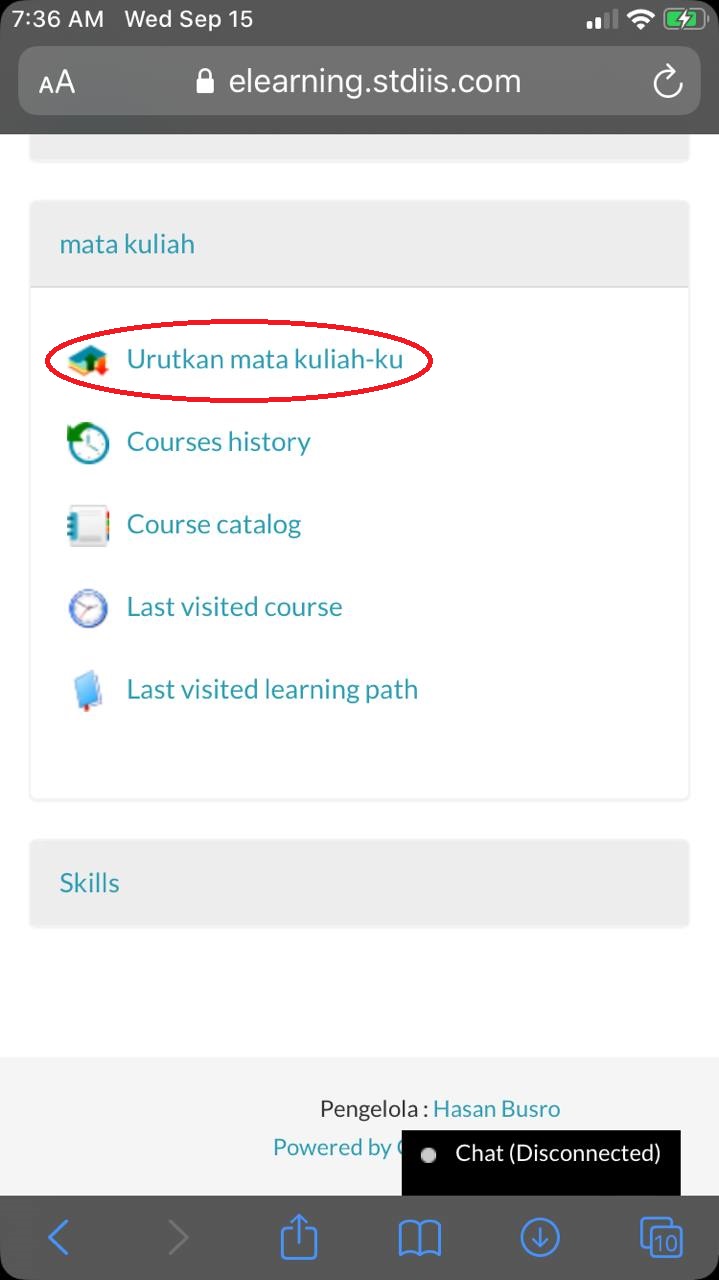 7:36 AM Wed Sep 15
AA elearning.stdiis.com
mata kuliah
Urutkan mata kuliah-ku
Courses history
Course catalog
Last visited course
Last visited learning path
Skills
Pengelola : Hasan Busro
Powered by
Chat (Disconnected)
10